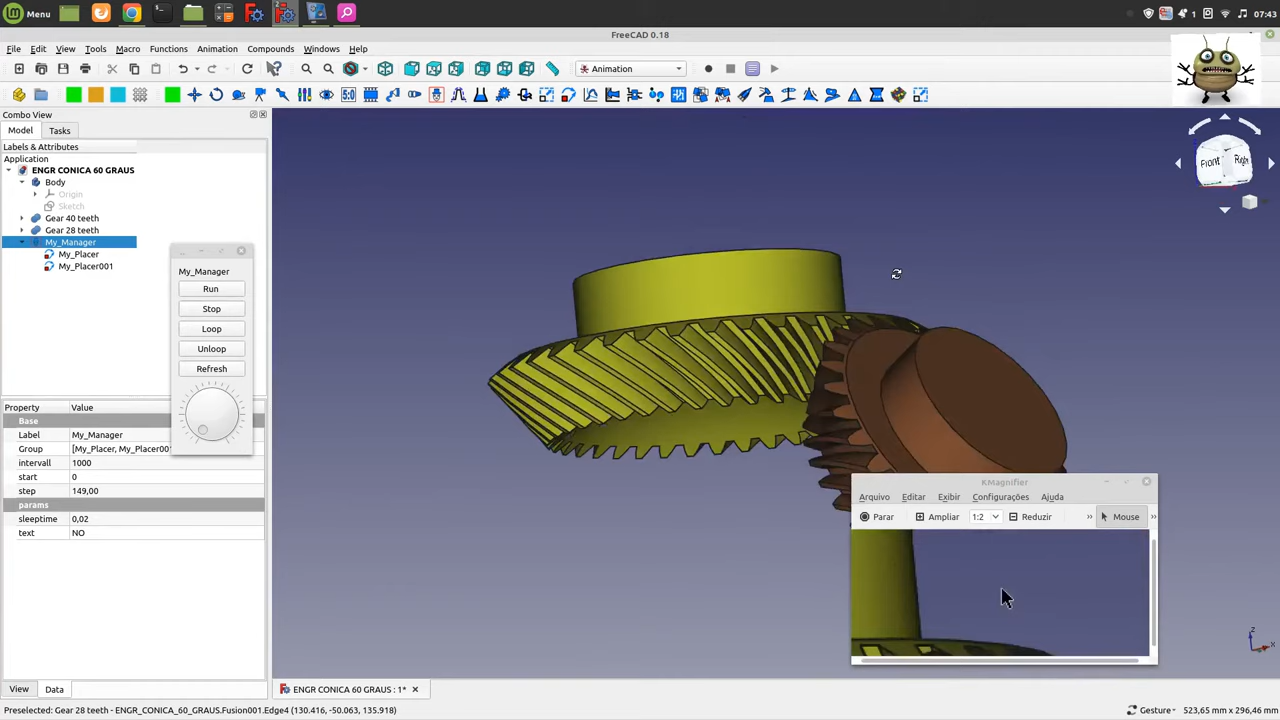 Menu
1
07:43
FreeCAD 0.18
File Edit View Tools Macro Functions Animation Compounds Windows Help
Animation
5:0
Combo View
Model Tasks
Labels & Attributes
Application
ENGR CONICA 60 GRAUS
Body
Origin
Sketch
Gear 40 teeth
Gear 28 teeth
My_Manager
My_Placer
My_Placer001
My_Manager
Run
Stop
Loop
Unloop
Refresh
Property Value
Base
Label My_Manager
Group [My_Placer, My_Placer001
intervall 1000
start 0
step 149,00
params
sleeptime 0,02
text NO
Front Right
KMagnifier
Arquivo Editar Exibir Configurações Ajuda
Parar Ampliar 1:2 Reduzir » Mouse »
Z
X
View Data
ENGR CONICA 60 GRAUS : 1*
Preselected: Gear 28 teeth - ENGR_CONICA_60_GRAUS.Fusion001.Edge4 (130.416, -50.063, 135.918)
Gesture 523,65 mm x 296,46 mm